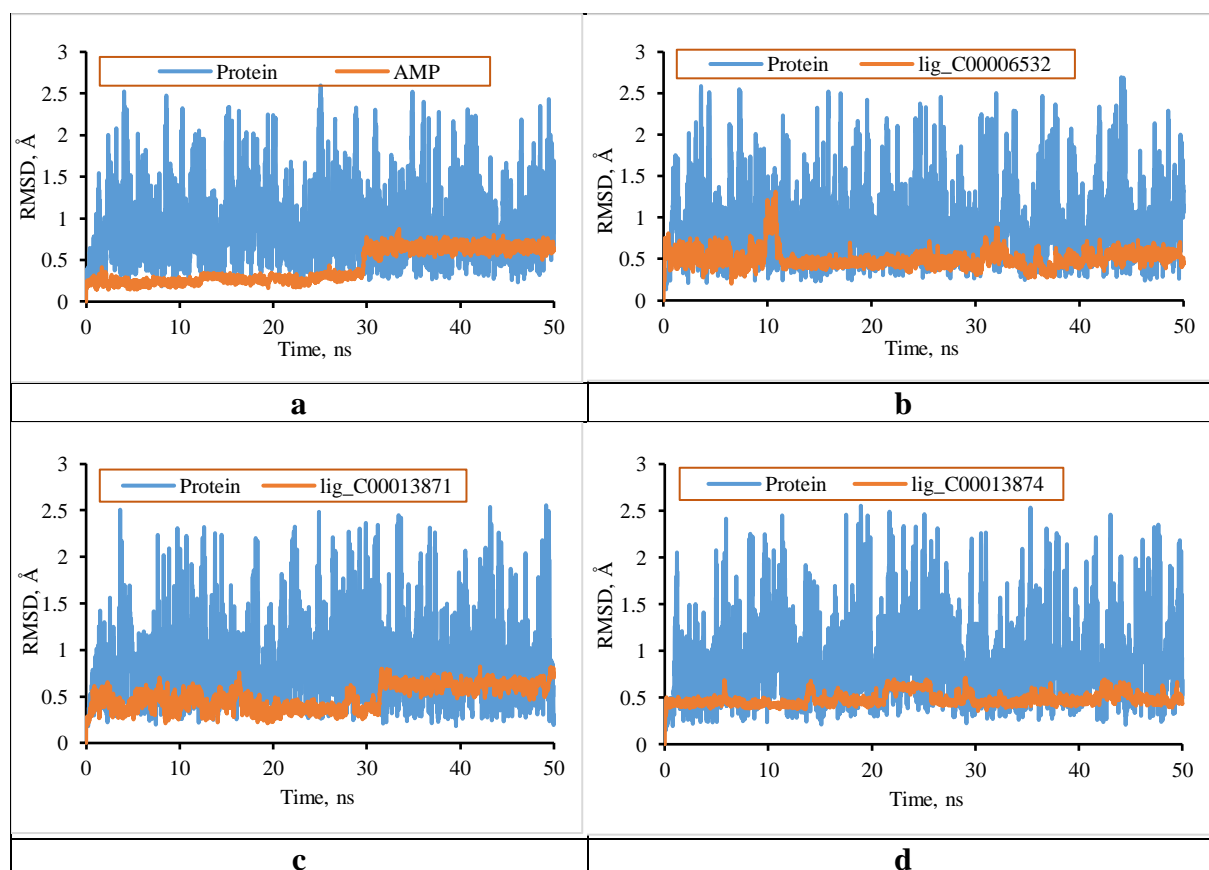 Protein AMP
RMSD, Å
3
2.5
2
1.5
1
0.5
0
0 10 20 30 40 50
Time, ns
a
Protein lig_C00006532
RMSD, Å
3
2.5
2
1.5
1
0.5
0
0 10 20 30 40 50
Time, ns
b
Protein lig_C00013871
RMSD, Å
3
2.5
2
1.5
1
0.5
0
0 10 20 30 40 50
Time, ns
c
Protein lig_C00013874
RMSD, Å
3
2.5
2
1.5
1
0.5
0
0 10 20 30 40 50
Time, ns
d